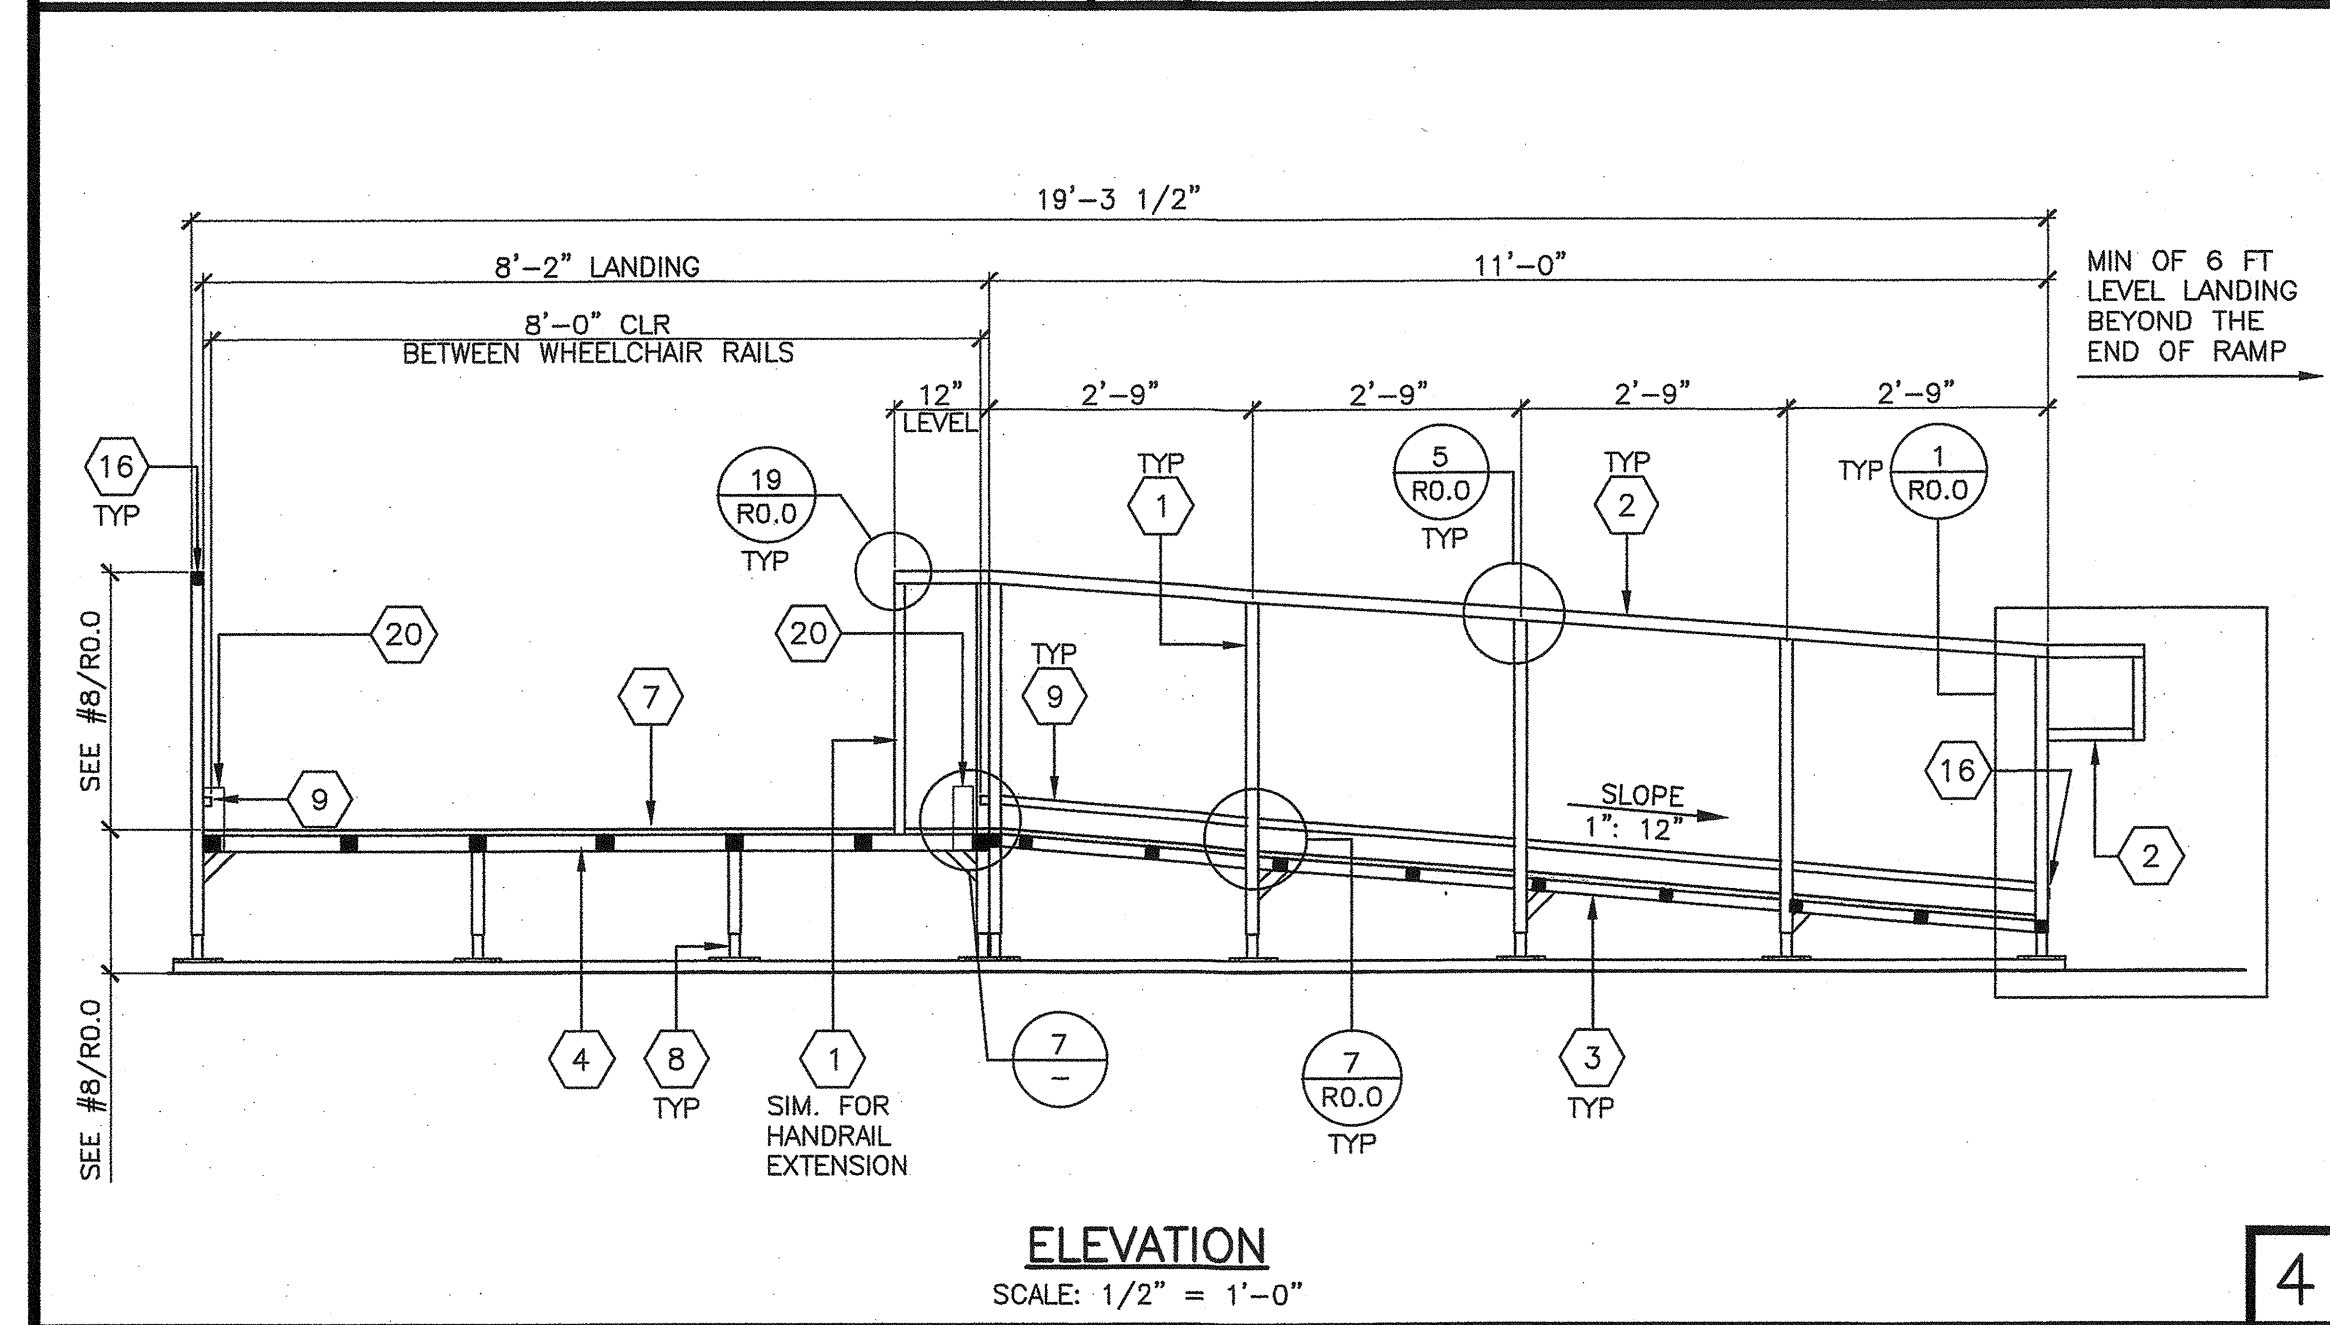 19'-3 1/2"
8'-2" LANDING
11'-0"
MIN OF 6 FT
LEVEL LANDING
BEYOND THE
END OF RAMP
8'-0" CLR
BETWEEN WHEELCHAIR RAILS
12"
LEVEL
2'-9"
2'-9"
2'-9"
2'-9"
16
TYP
19
R0.0
TYP
TYP
1
5
R0.0
TYP
TYP
2
TYP
1
R0.0
SEE #8/R0.0
20
20
7
TYP
9
9
SLOPE
1": 12"
16
2
SEE #8/R0.0
4
8
TYP
1
SIM. FOR
HANDRAIL
EXTENSION
7
–
7
R0.0
TYP
3
TYP
ELEVATION
SCALE: 1/2" = 1'-0"
4